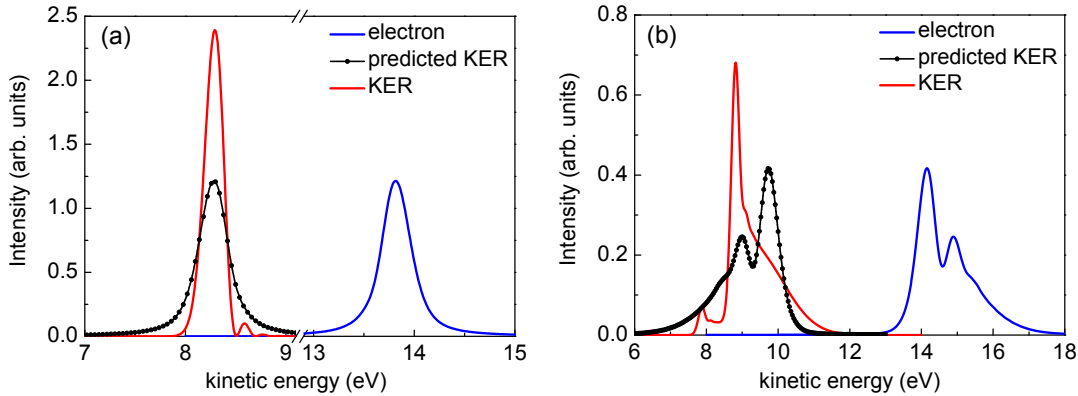 (a)
electron
predicted KER
KER
Intensity (arb. units)
2.5
2.0
1.5
1.0
0.5
0.0
7 8 9 13 14 15
kinetic energy (eV)
(b)
electron
predicted KER
KER
Intensity (arb. units)
0.8
0.6
0.4
0.2
0.0
6 8 10 12 14 16 18
kinetic energy (eV)